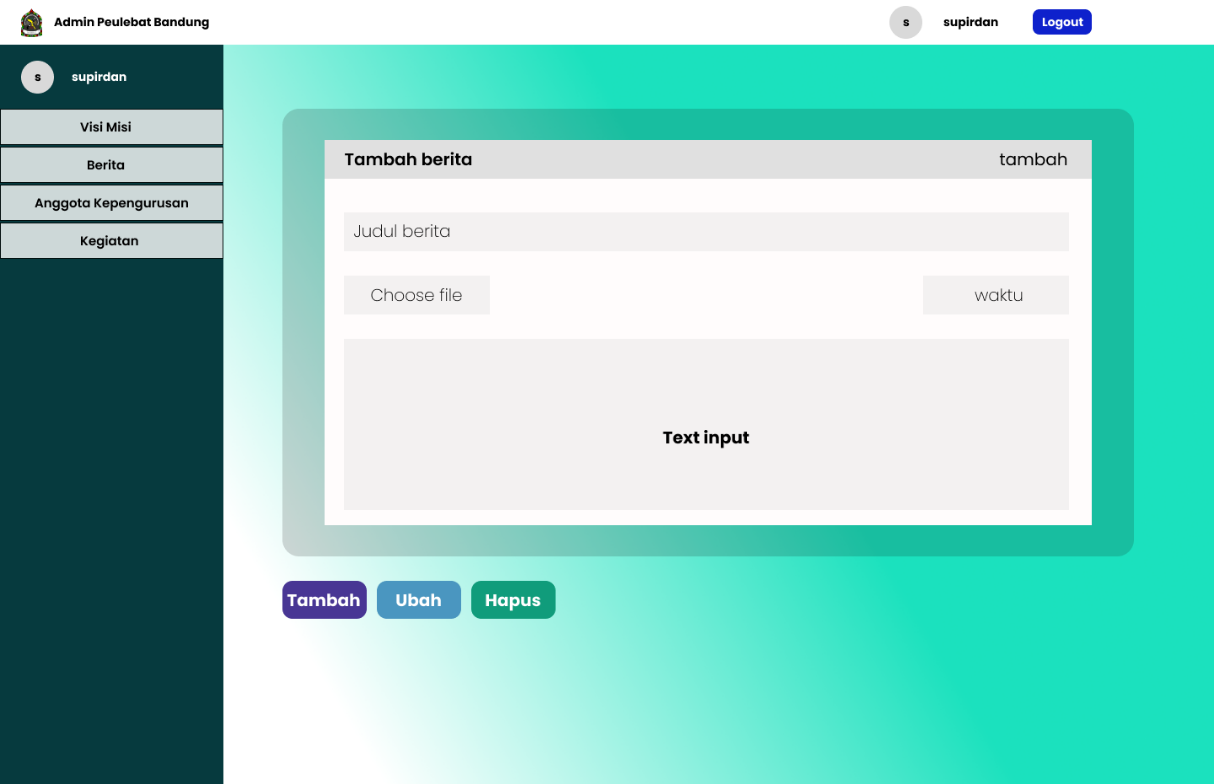 Admin Peulebat Bandung
s supirdan Logout
s supirdan
Visi Misi
Berita
Anggota Kepengurusan
Kegiatan
Tambah berita tambah
Judul berita
Choose file waktu
Text input
Tambah Ubah Hapus